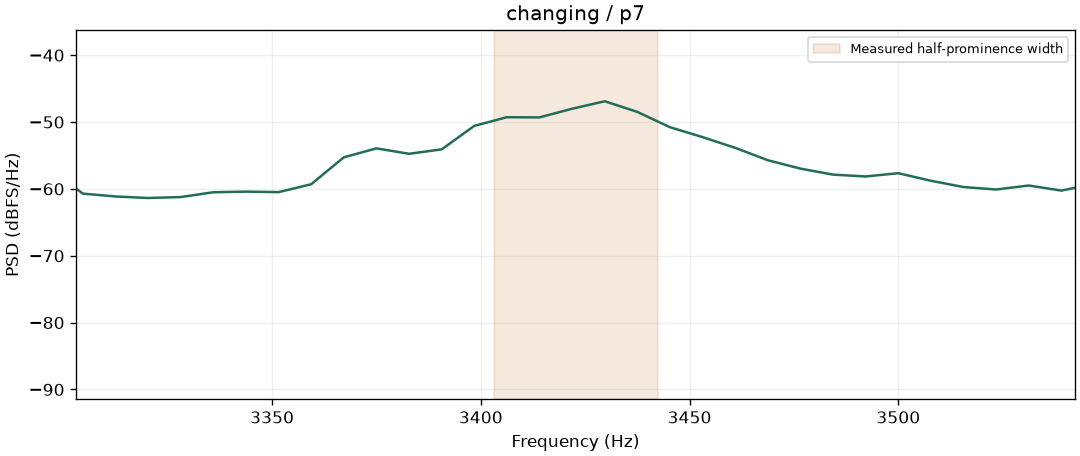 changing / p7
Measured half-prominence width
PSD (dBFS/Hz)
−40
−50
−60
−70
−80
−90
3350
3400
3450
3500
Frequency (Hz)